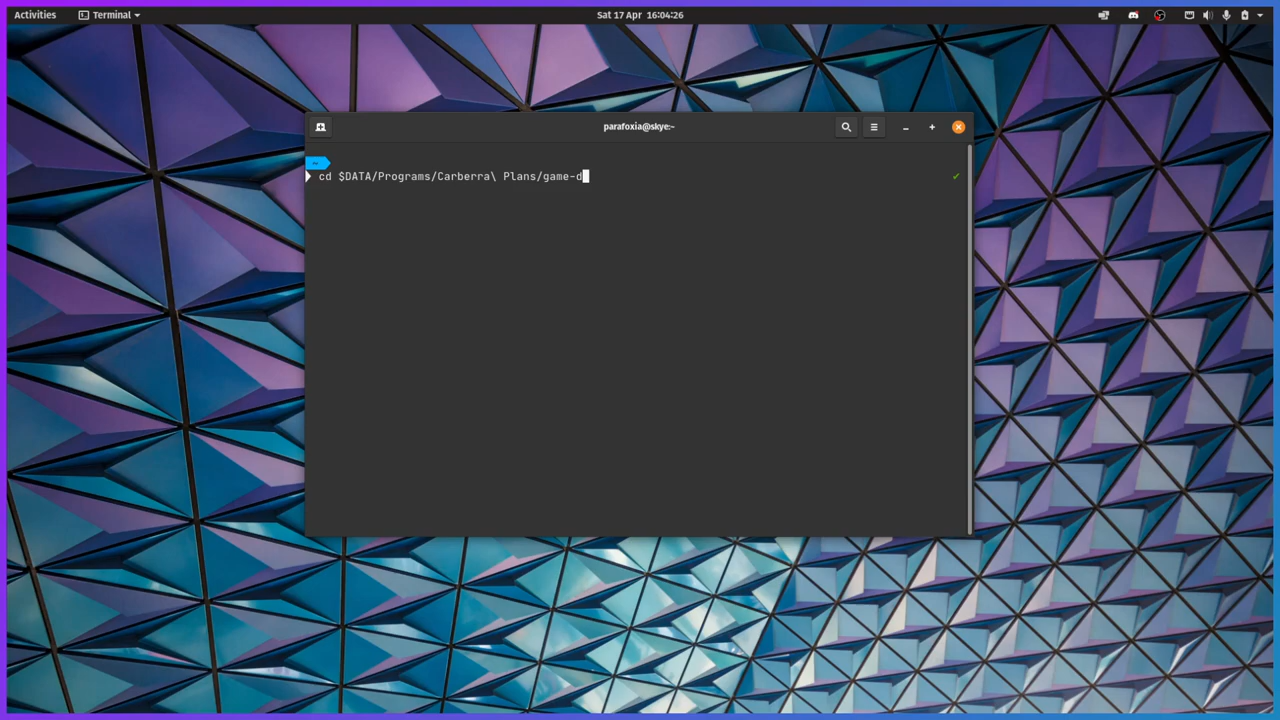 Activities
Terminal
Sat 17 Apr 16:04:26
parafoxia@skye:~
~
cd $DATA/Programs/Carberra\ Plans/game-d